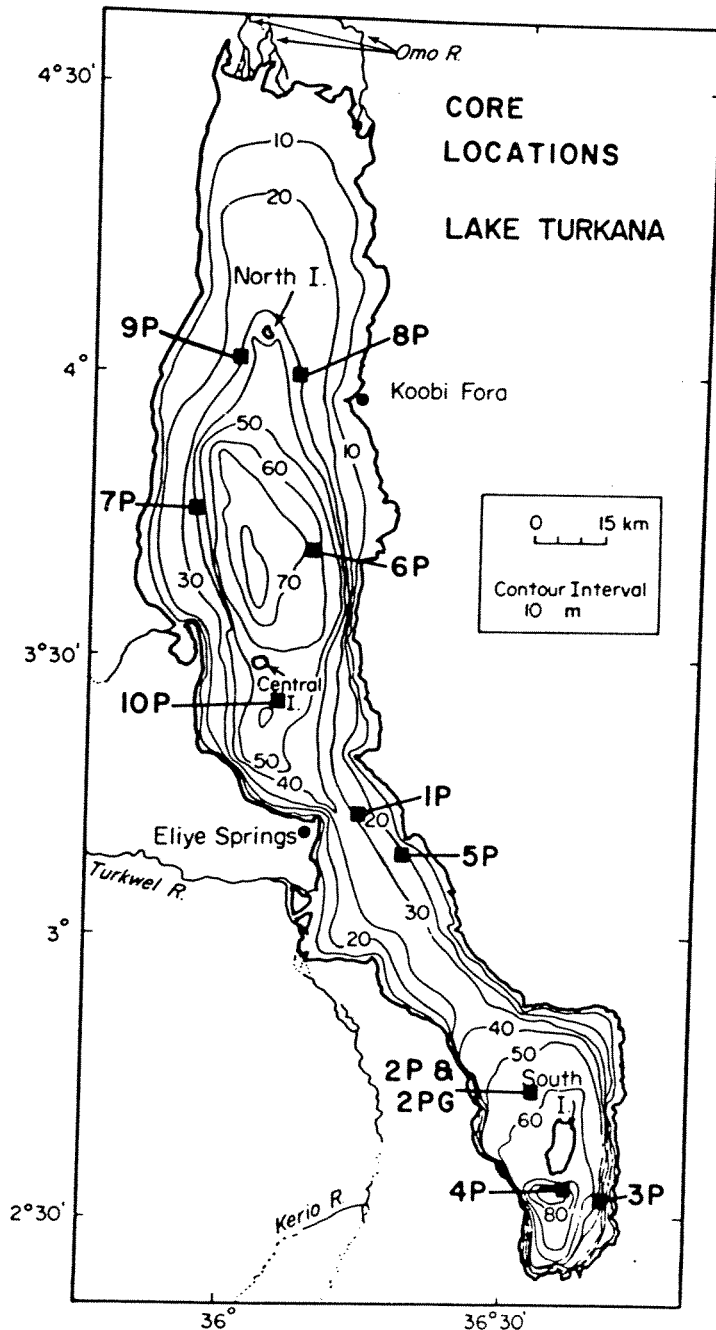 Omo R.
4°30'
CORE
LOCATIONS
LAKE TURKANA
10
20
North I.
9P
8P
4°
Koobi Fora
50
60
10
7P
0 15 km
Contour Interval
10 m
30
70
6P
3°30'
Central
I.
10P
50
40
1P
20
Eliye Springs
5P
Turkwel R.
30
3°
20
40
50
2P &
2PG
South
I.
60
4P
3P
80
2°30'
Kerio R.
36°
36°30'